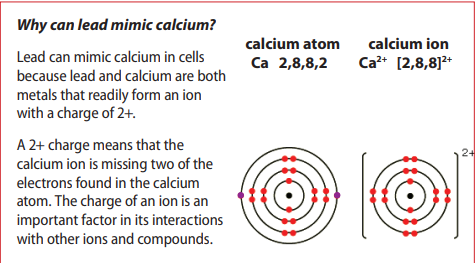 Why can lead mimic calcium?
Lead can mimic calcium in cells
because lead and calcium are both
metals that readily form an ion
with a charge of 2+.
A 2+ charge means that the
calcium ion is missing two of the
electrons found in the calcium
atom. The charge of an ion is an
important factor in its interactions
with other ions and compounds.
calcium atom
Ca 2,8,8,2
calcium ion
Ca²⁺ [2,8,8]²⁺
2+